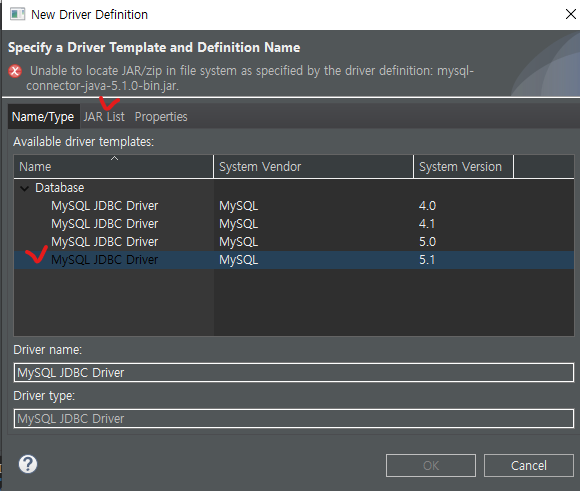 New Driver Definition
Specify a Driver Template and Definition Name
Unable to locate JAR/zip in file system as specified by the driver definition: mysql-
connector-java-5.1.0-bin.jar.
Name/Type JAR List Properties
Available driver templates:
Name System Vendor System Version
Database
MySQL JDBC Driver MySQL 4.0
MySQL JDBC Driver MySQL 4.1
MySQL JDBC Driver MySQL 5.0
MySQL JDBC Driver MySQL 5.1
Driver name:
MySQL JDBC Driver
Driver type:
MySQL JDBC Driver
? OK Cancel